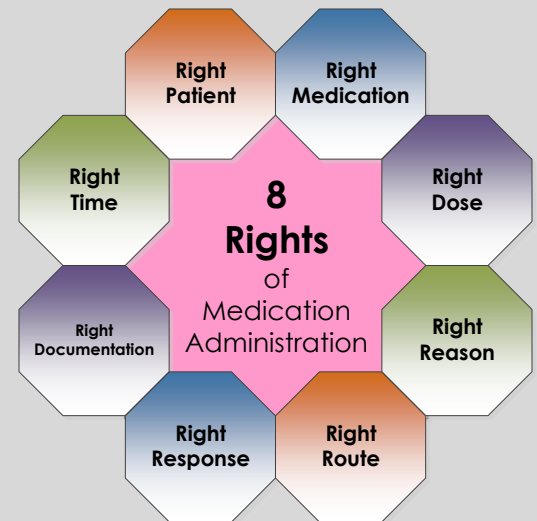 Right
Patient
Right
Medication
Right
Time
8
Rights
of
Medication
Administration
Right
Dose
Right
Documentation
Right
Reason
Right
Response
Right
Route